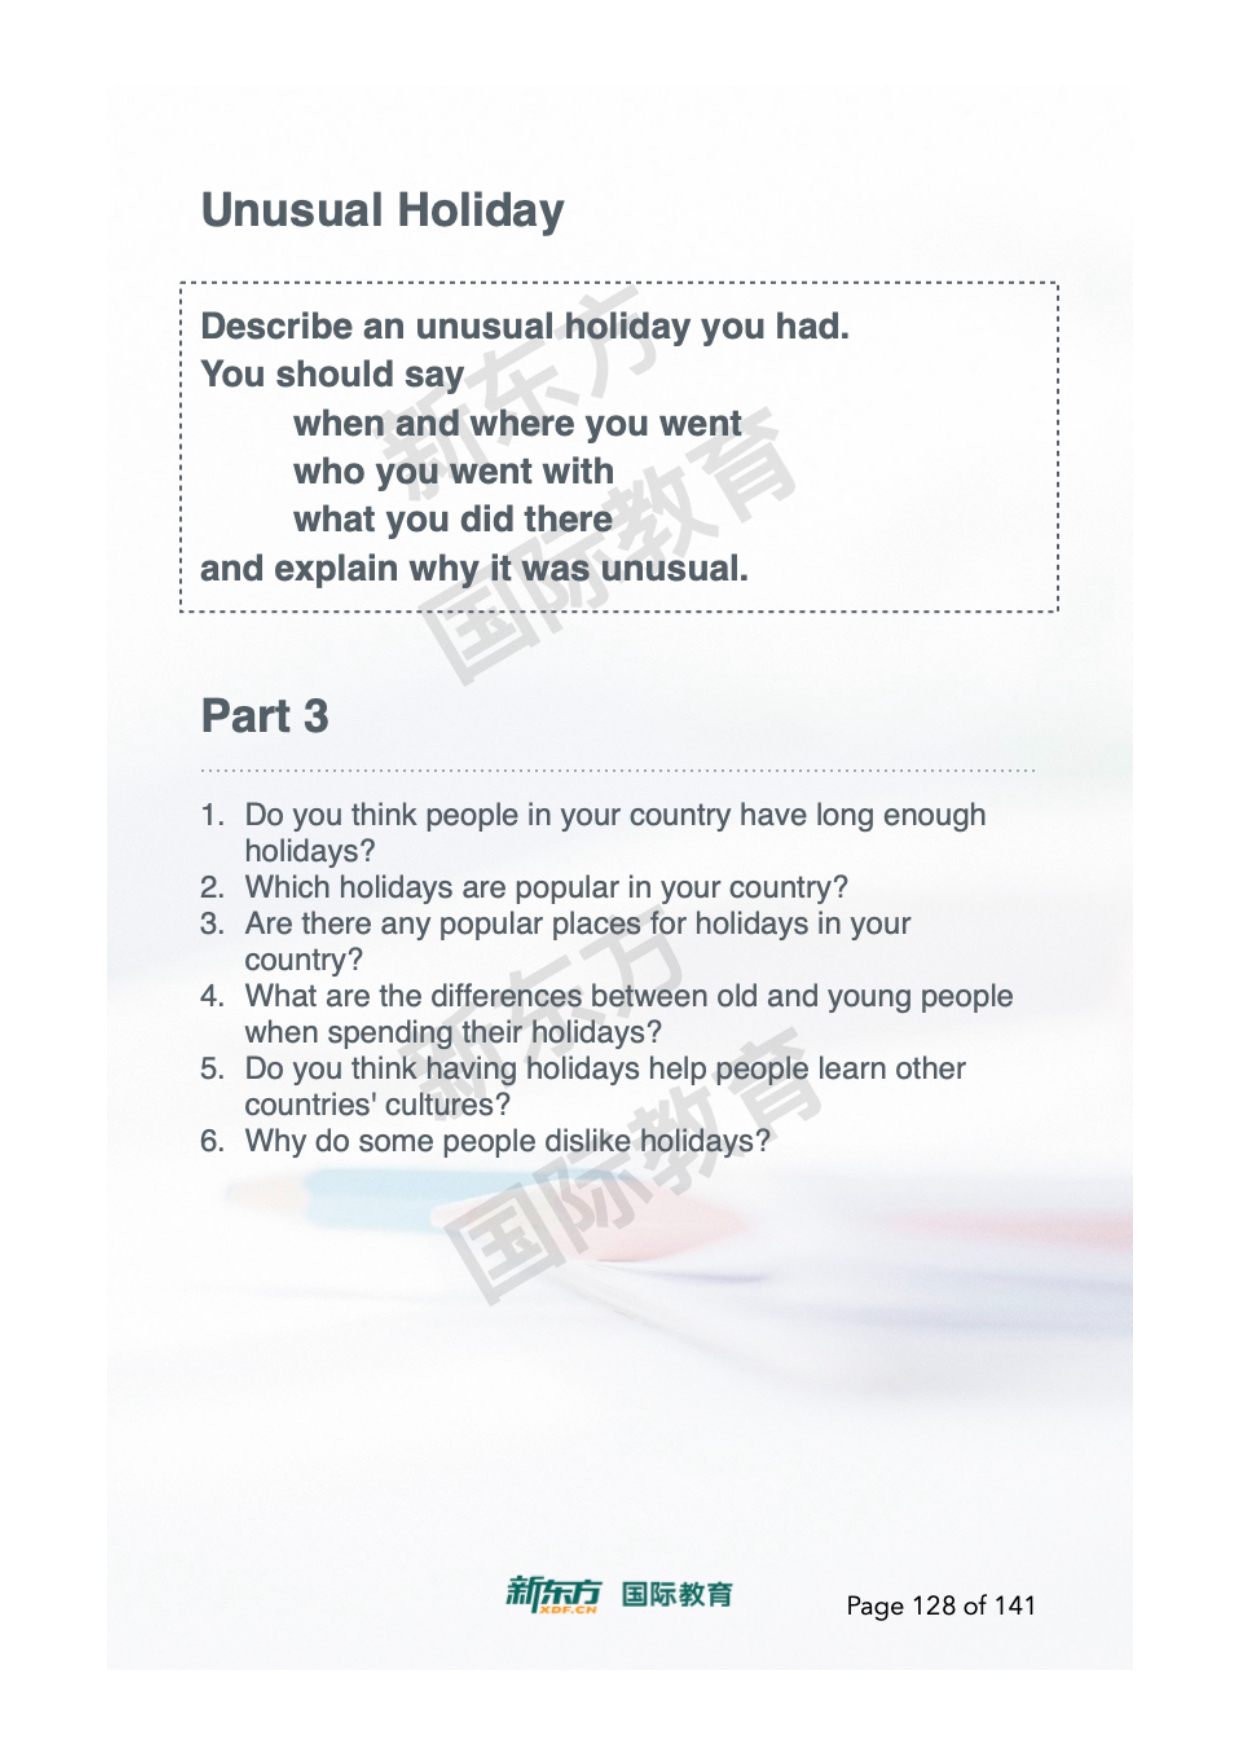 Unusual Holiday
Describe an unusual holiday you had.
You should say
when and where you went
who you went with
what you did there
and explain why it was unusual.
新东方
国际教育
Part 3
1. Do you think people in your country have long enough
holidays?
2. Which holidays are popular in your country?
3. Are there any popular places for holidays in your
country?
4. What are the differences between old and young people
when spending their holidays?
5. Do you think having holidays help people learn other
countries' cultures?
6. Why do some people dislike holidays?
新东方
国际教育
新东方 XDF.CN 国际教育
Page 128 of 141